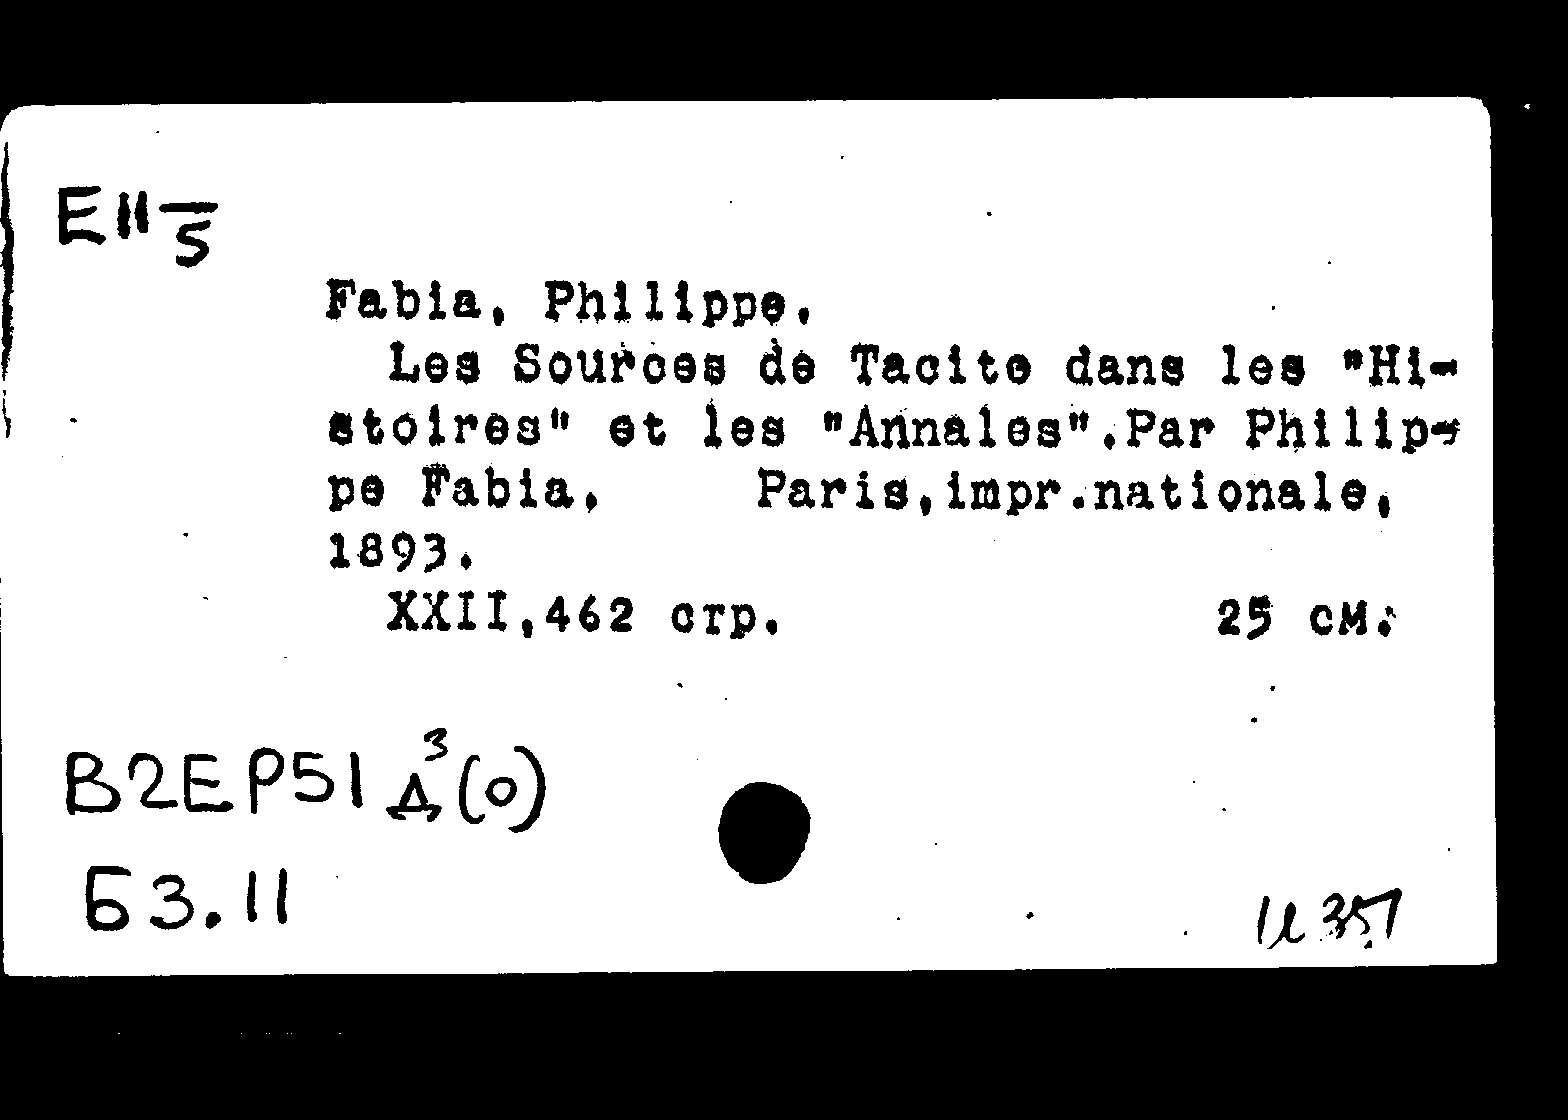 E11 — 5
Fabia, Philippe.
Les Sources de Tacite dans les "Hi-
stoires" et les "Annales".Par Philip-
pe Fabia. Paris,impr.nationale,
1893.
XXII,462 стр. 25 см.
B2EP51 д³(0)
Б3.11